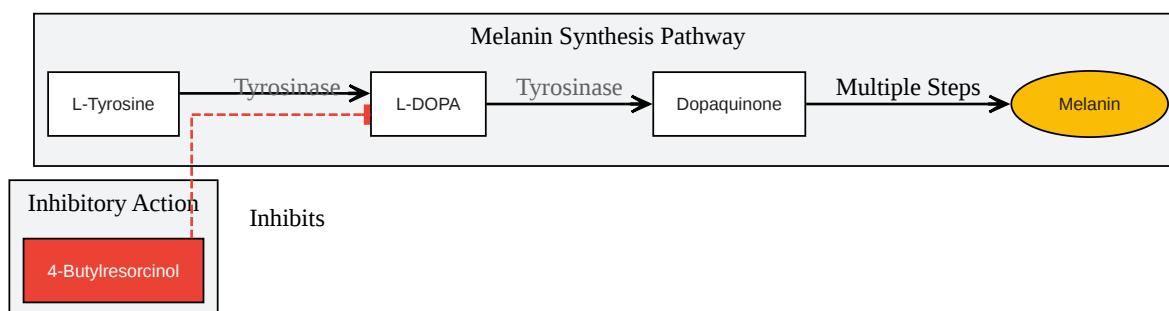 Melanin Synthesis Pathway
L-Tyrosine
Tyrosinase
L-DOPA
Tyrosinase
Dopaquinone
Multiple Steps
Melanin
Inhibitory Action
Inhibits
4-Butylresorcinol